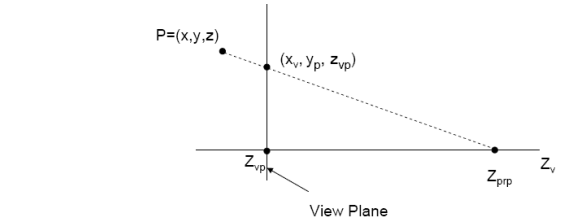 P=(x,y,z)
(xᵥ, yₚ, zᵥₚ)
Zᵥₚ
Zₚᵣₚ
Zᵥ
View Plane